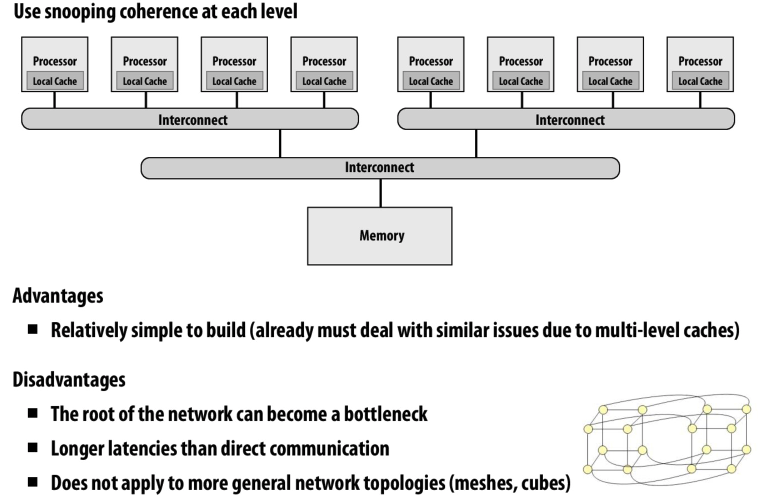 Use snooping coherence at each level
Processor Processor Processor Processor Processor Processor Processor Processor
Local Cache Local Cache Local Cache Local Cache Local Cache Local Cache Local Cache Local Cache
Interconnect Interconnect
Interconnect
Memory
Advantages
■ Relatively simple to build (already must deal with similar issues due to multi-level caches)
Disadvantages
■ The root of the network can become a bottleneck
■ Longer latencies than direct communication
■ Does not apply to more general network topologies (meshes, cubes)